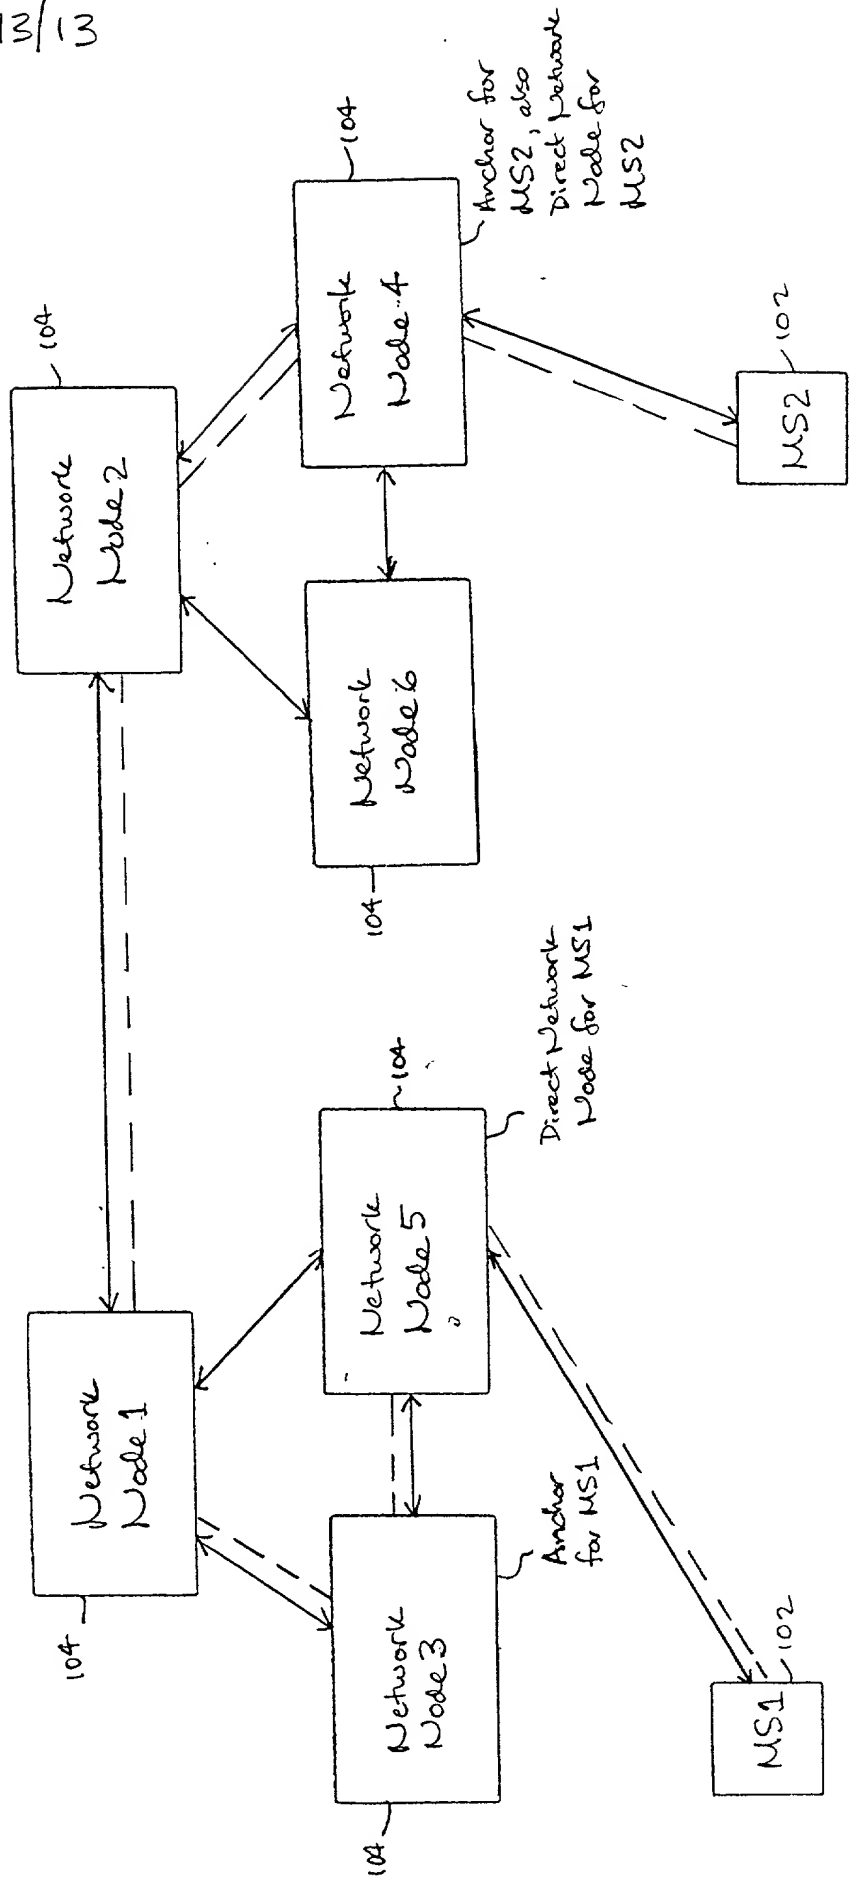 13/13
104
Network
Node 1
104
Network
Node 2
104
Network
Node 3
Anchor
for MS1
104
Network
Node 5
Direct Network
Node for MS1
104
Network
Node 6
104
Network
Node 4
Anchor for
MS2, also
Direct Network
Node for
MS2
MS1
102
MS2
102